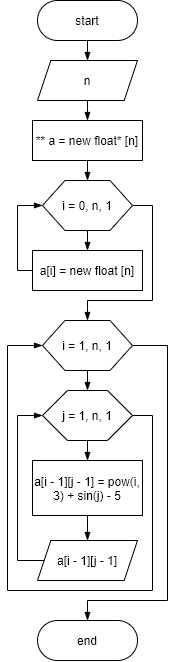 start
n
** a = new float* [n]
i = 0, n, 1
a[i] = new float [n]
i = 1, n, 1
j = 1, n, 1
a[i - 1][j - 1] = pow(i,
3) + sin(j) - 5
a[i - 1][j - 1]
end